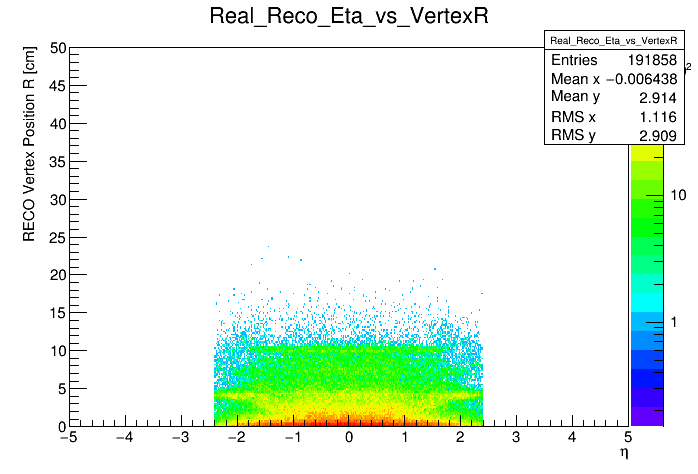 Real_Reco_Eta_vs_VertexR
Real_Reco_Eta_vs_VertexR
Entries 191858
Mean x −0.006438
Mean y 2.914
RMS x 1.116
RMS y 2.909
2
RECO Vertex Position R [cm]
50
45
40
35
30
25
20
15
10
5
0
10
1
−5 −4 −3 −2 −1 0 1 2 3 4 5
η